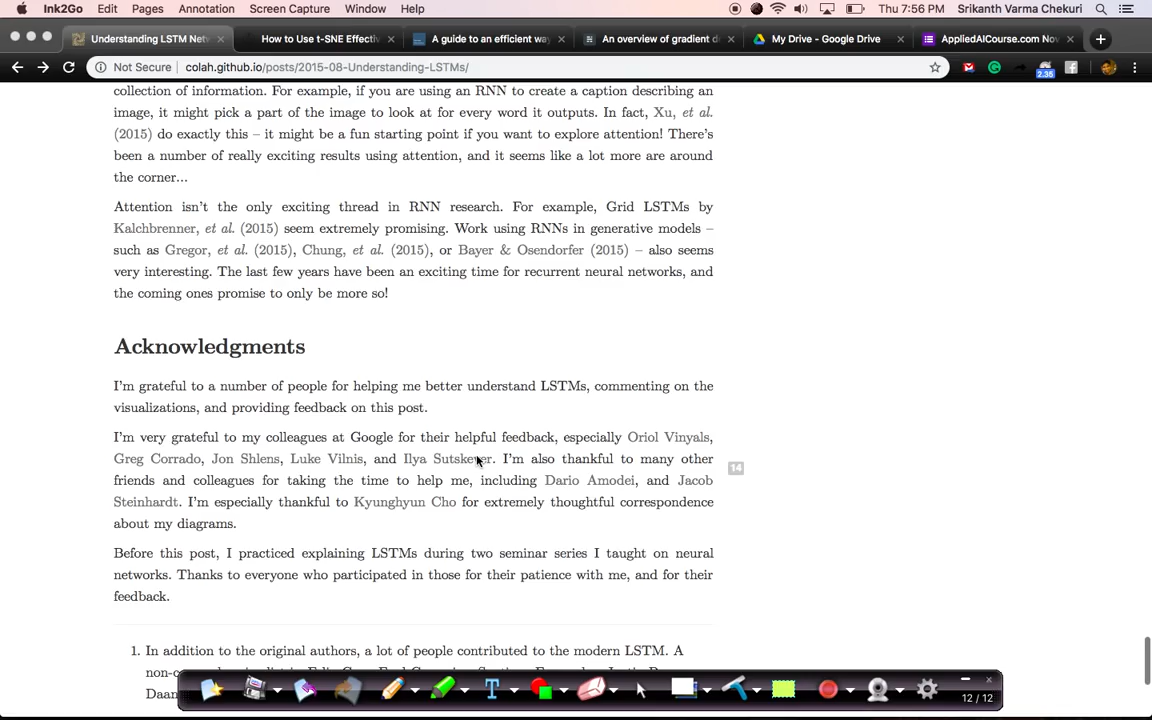 Ink2Go Edit Pages Annotation Screen Capture Window Help Thu 7:56 PM Srikanth Varma Chekuri
Understanding LSTM Net
How to Use t-SNE Effectiv
A guide to an efficient wa
An overview of gradient d
My Drive - Google Drive
AppliedAICourse.com Nov
Not Secure colah.github.io/posts/2015-08-Understanding-LSTMs/
2.35
collection of information. For example, if you are using an RNN to create a caption describing an
image, it might pick a part of the image to look at for every word it outputs. In fact, Xu, et al.
(2015) do exactly this – it might be a fun starting point if you want to explore attention! There's
been a number of really exciting results using attention, and it seems like a lot more are around
the corner…
Attention isn't the only exciting thread in RNN research. For example, Grid LSTMs by
Kalchbrenner, et al. (2015) seem extremely promising. Work using RNNs in generative models –
such as Gregor, et al. (2015), Chung, et al. (2015), or Bayer & Osendorfer (2015) – also seems
very interesting. The last few years have been an exciting time for recurrent neural networks, and
the coming ones promise to only be more so!
Acknowledgments
I'm grateful to a number of people for helping me better understand LSTMs, commenting on the
visualizations, and providing feedback on this post.
I'm very grateful to my colleagues at Google for their helpful feedback, especially Oriol Vinyals,
Greg Corrado, Jon Shlens, Luke Vilnis, and Ilya Sutskever. I'm also thankful to many other
friends and colleagues for taking the time to help me, including Dario Amodei, and Jacob
Steinhardt. I'm especially thankful to Kyunghyun Cho for extremely thoughtful correspondence
about my diagrams.
14
Before this post, I practiced explaining LSTMs during two seminar series I taught on neural
networks. Thanks to everyone who participated in those for their patience with me, and for their
feedback.
1. In addition to the original authors, a lot of people contributed to the modern LSTM. A
12 / 12